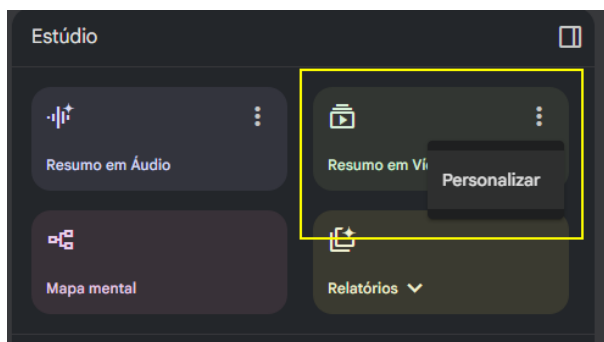 Estúdio
Resumo em Áudio
Resumo em Ví
Personalizar
Mapa mental
Relatórios